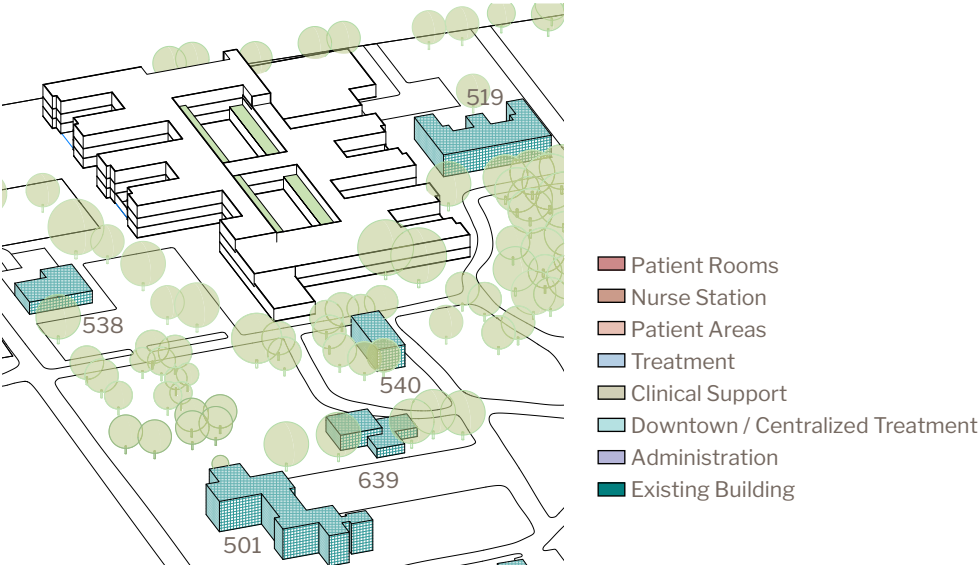 519
538
540
639
501
Patient Rooms
Nurse Station
Patient Areas
Treatment
Clinical Support
Downtown / Centralized Treatment
Administration
Existing Building